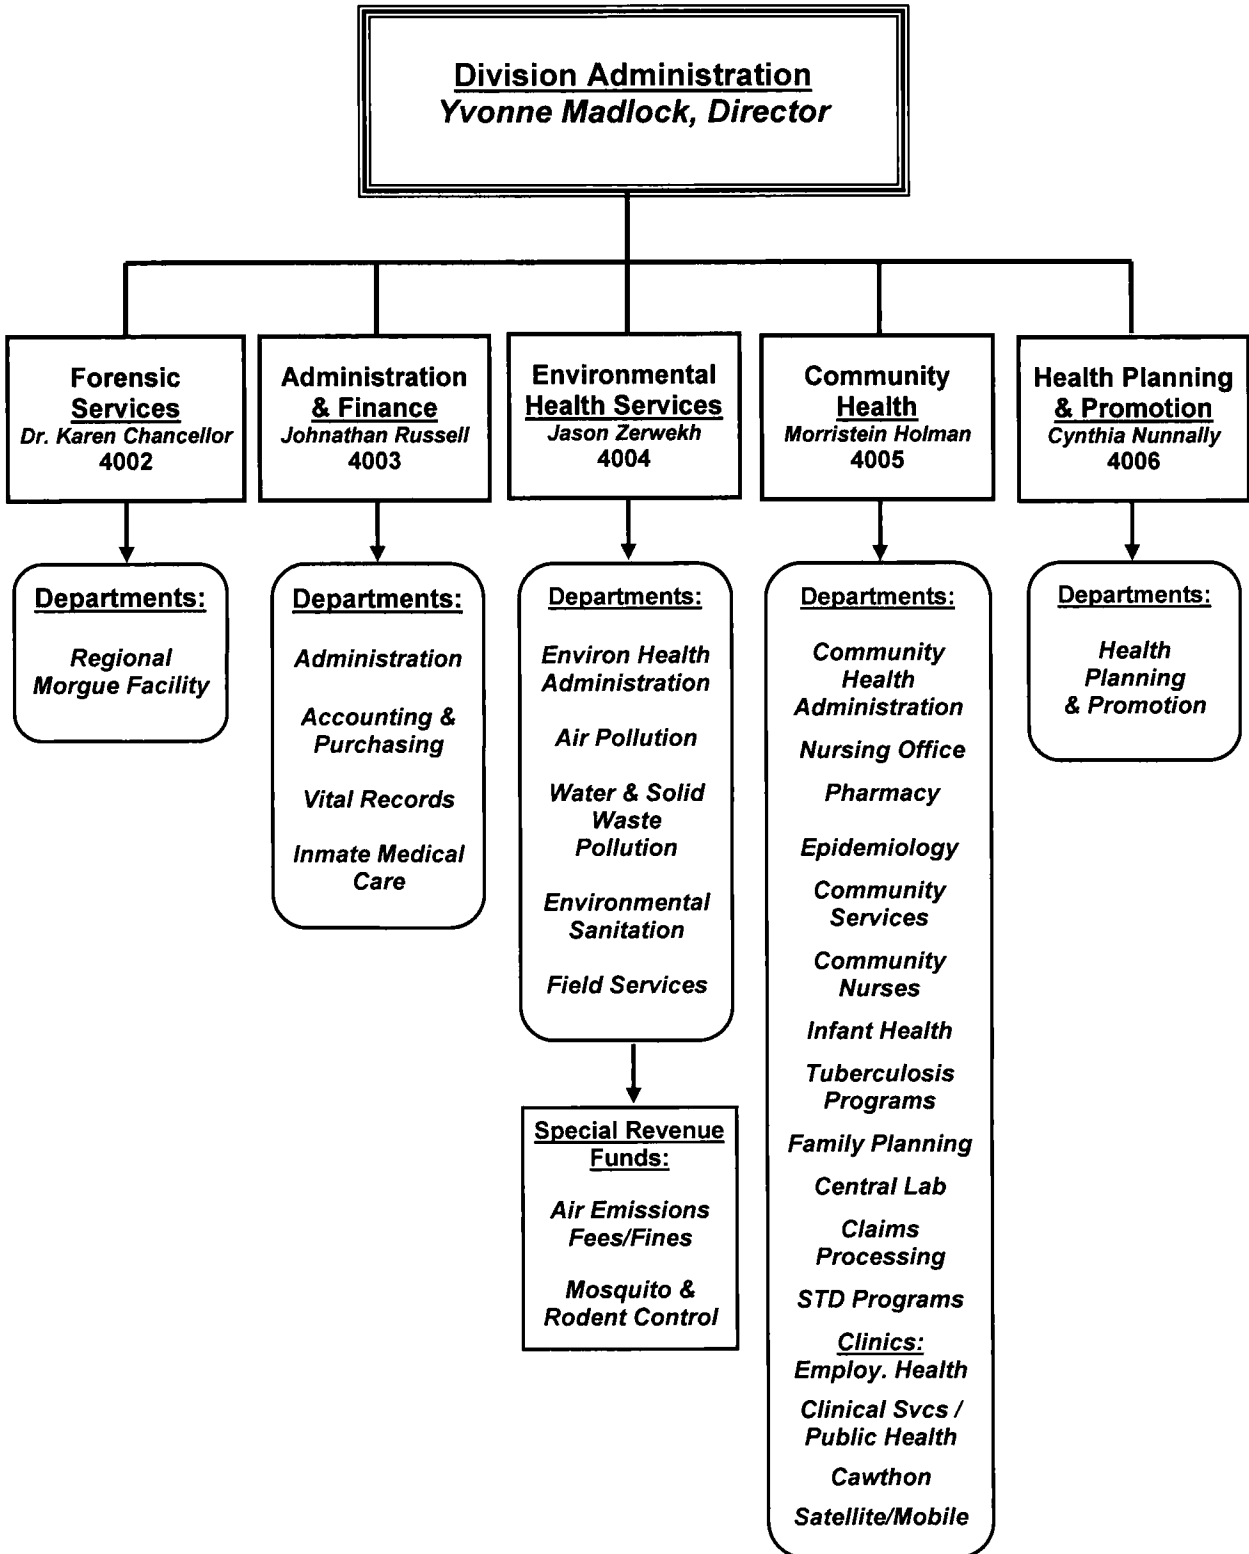 Division Administration
Yvonne Madlock, Director
Forensic
Services
Dr. Karen Chancellor
4002
Administration
& Finance
Johnathan Russell
4003
Environmental
Health Services
Jason Zerwekh
4004
Community
Health
Morristein Holman
4005
Health Planning
& Promotion
Cynthia Nunnally
4006
Departments:
Regional
Morgue Facility
Departments:
Administration
Accounting &
Purchasing
Vital Records
Inmate Medical
Care
Departments:
Environ Health
Administration
Air Pollution
Water & Solid
Waste
Pollution
Environmental
Sanitation
Field Services
Special Revenue
Funds:
Air Emissions
Fees/Fines
Mosquito &
Rodent Control
Departments:
Community
Health
Administration
Nursing Office
Pharmacy
Epidemiology
Community
Services
Community
Nurses
Infant Health
Tuberculosis
Programs
Family Planning
Central Lab
Claims
Processing
STD Programs
Clinics:
Employ. Health
Clinical Svcs /
Public Health
Cawthon
Satellite/Mobile
Departments:
Health
Planning
& Promotion